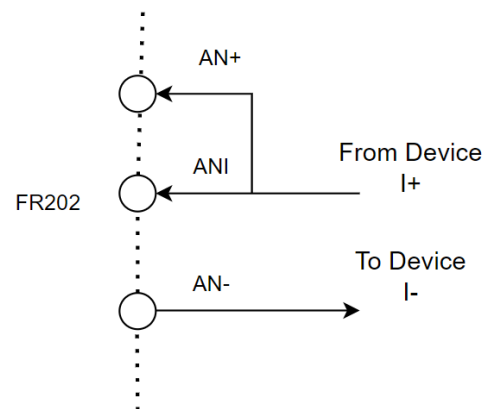 AN+
ANI
From Device
I+
FR202
To Device
AN-
I-